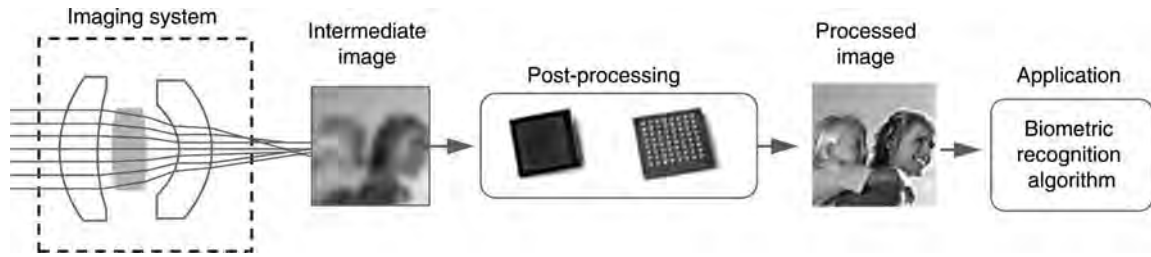 Imaging system
Intermediate
image
Post-processing
Processed
image
Application
Biometric
recognition
algorithm